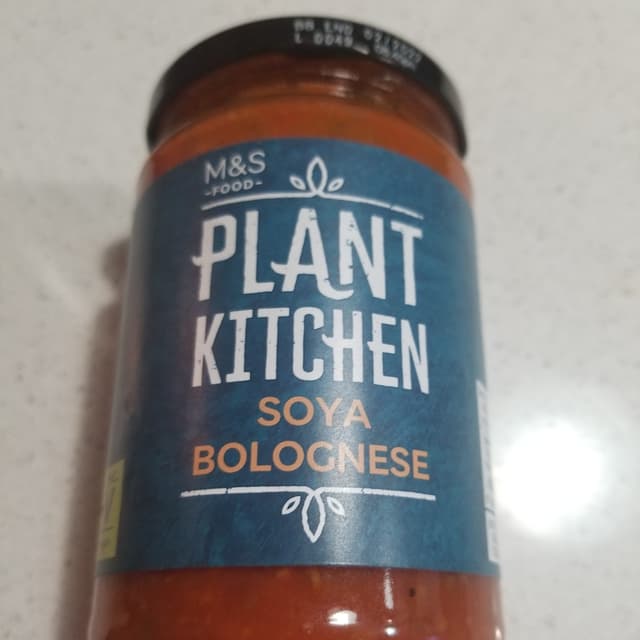 M&S
-FOOD-
PLANT
KITCHEN
SOYA
BOLOGNESE